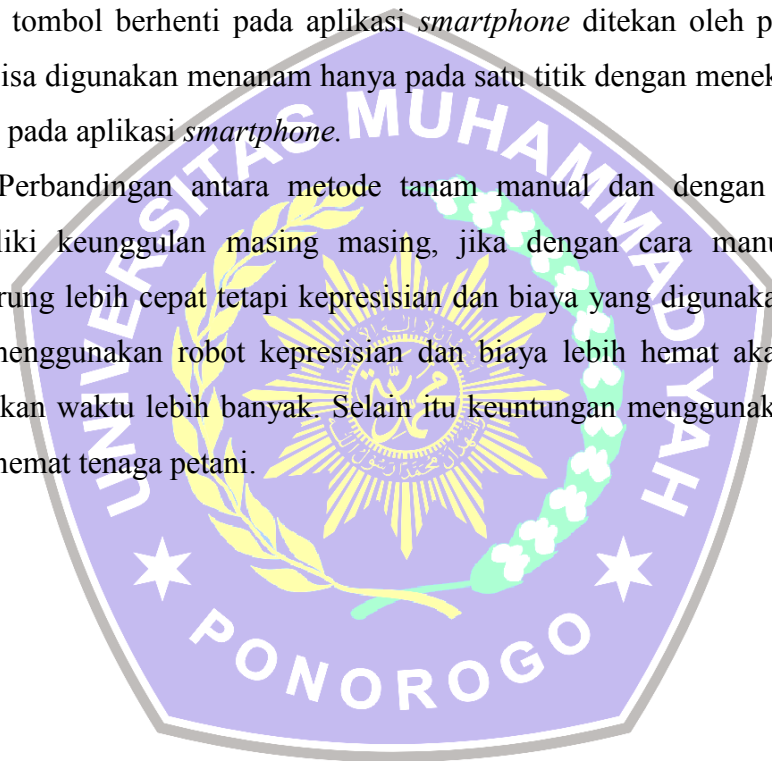 tombol berhenti pada aplikasi smartphone ditekan oleh p
isa digunakan menanam hanya pada satu titik dengan menek
pada aplikasi smartphone.
Perbandingan antara metode tanam manual dan dengan
liki keunggulan masing masing, jika dengan cara manu
rung lebih cepat tetapi kepresisian dan biaya yang digunaka
menggunakan robot kepresisian dan biaya lebih hemat aka
kan waktu lebih banyak. Selain itu keuntungan menggunak
hemat tenaga petani.
UNIVERSITAS MUHAMMADIYAH
PONOROGO